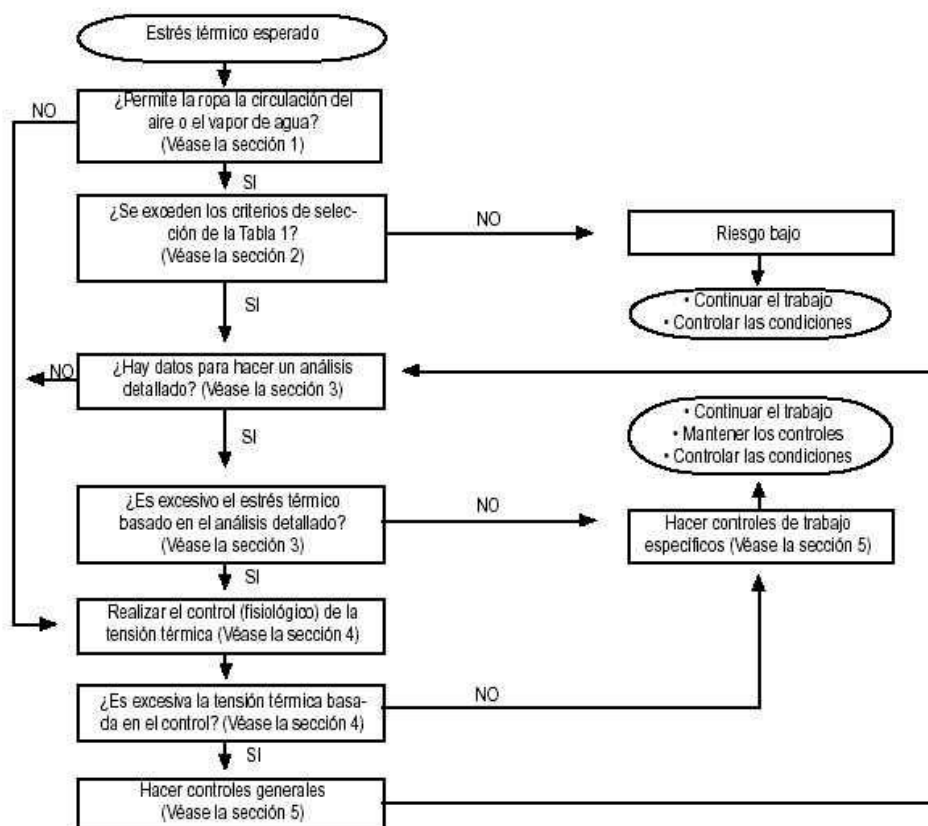 Estrés térmico esperado
NO
¿Permite la ropa la circulación del
aire o el vapor de agua?
(Véase la sección 1)
SI
¿Se exceden los criterios de selec-
ción de la Tabla 1?
(Véase la sección 2)
NO
Riesgo bajo
SI
• Continuar el trabajo
• Controlar las condiciones
NO
¿Hay datos para hacer un análisis
detallado? (Véase la sección 3)
SI
• Continuar el trabajo
• Mantener los controles
• Controlar las condiciones
¿Es excesivo el estrés térmico
basado en el análisis detallado?
(Véase la sección 3)
NO
Hacer controles de trabajo
específicos (Véase la sección 5)
SI
Realizar el control (fisiológico) de la
tensión térmica (Véase la sección 4)
¿Es excesiva la tensión térmica basa-
da en el control? (Véase la sección 4)
NO
SI
Hacer controles generales
(Véase la sección 5)